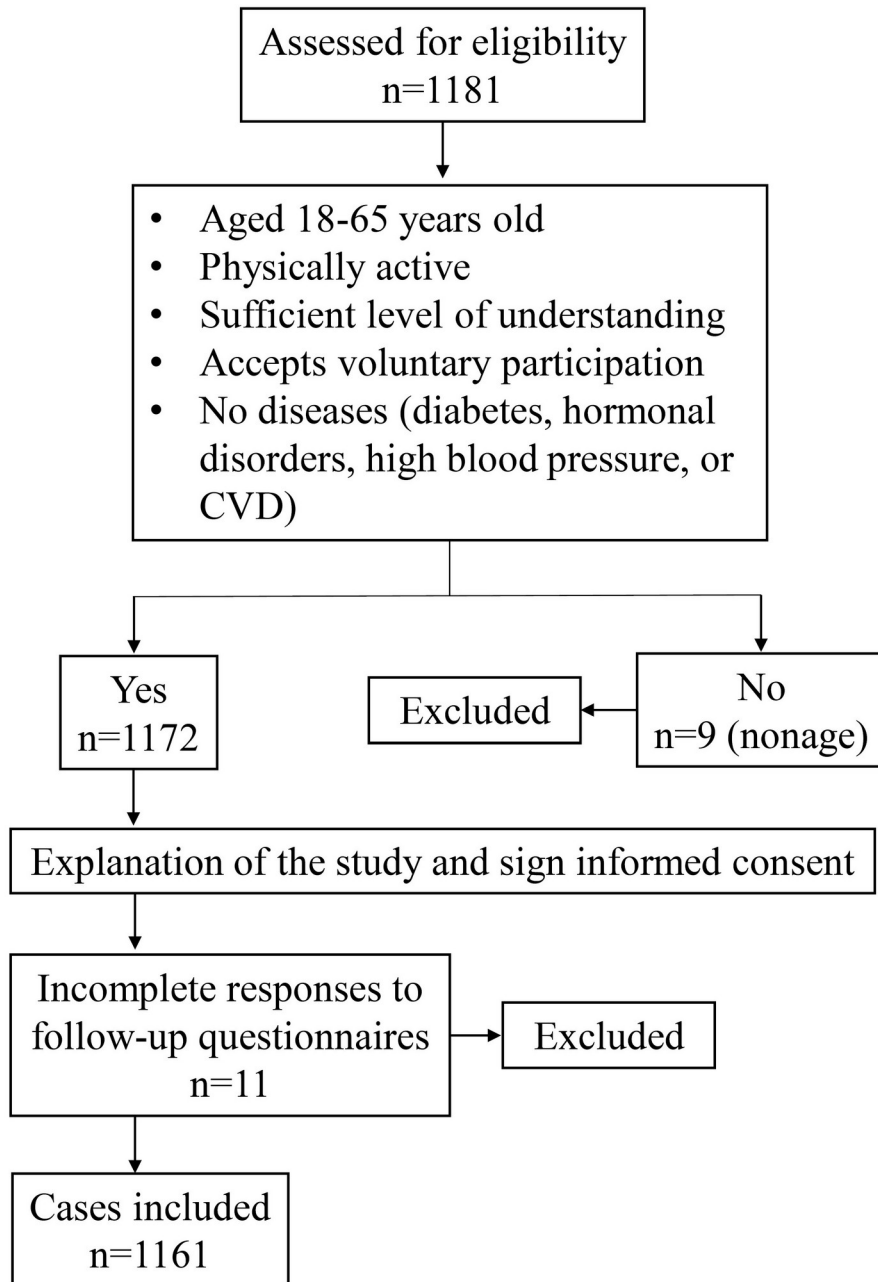 Assessed for eligibility
n=1181
• Aged 18-65 years old
• Physically active
• Sufficient level of understanding
• Accepts voluntary participation
• No diseases (diabetes, hormonal
disorders, high blood pressure, or
CVD)
Yes
n=1172
Excluded
No
n=9 (nonage)
Explanation of the study and sign informed consent
Incomplete responses to
follow-up questionnaires
n=11
Excluded
Cases included
n=1161